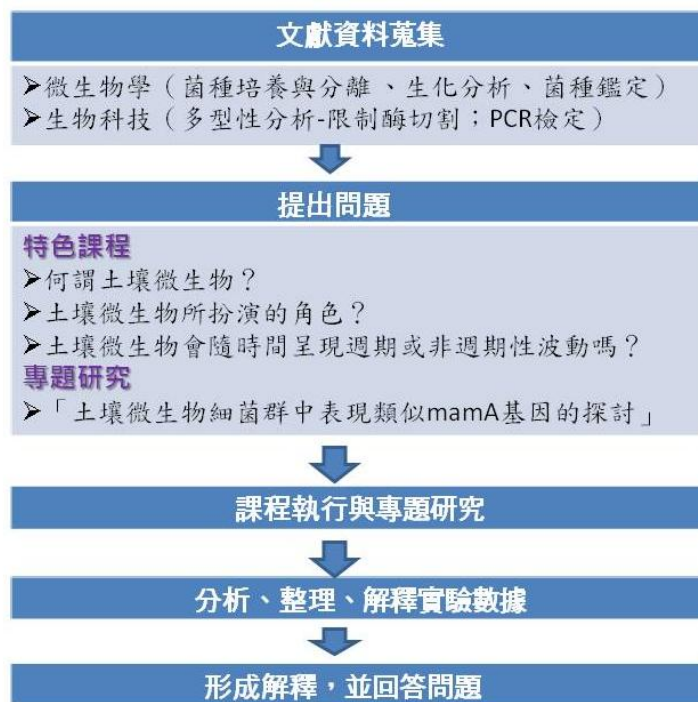 文獻資料蒐集
➢微生物學（菌種培養與分離、生化分析、菌種鑑定）
➢生物科技（多型性分析-限制酶切割；PCR檢定）
提出問題
特色課程
➢何謂土壤微生物？
➢土壤微生物所扮演的角色？
➢土壤微生物會隨時間呈現週期或非週期性波動嗎？
專題研究
➢「土壤微生物細菌群中表現類似mamA基因的探討」
課程執行與專題研究
分析、整理、解釋實驗數據
形成解釋，並回答問題